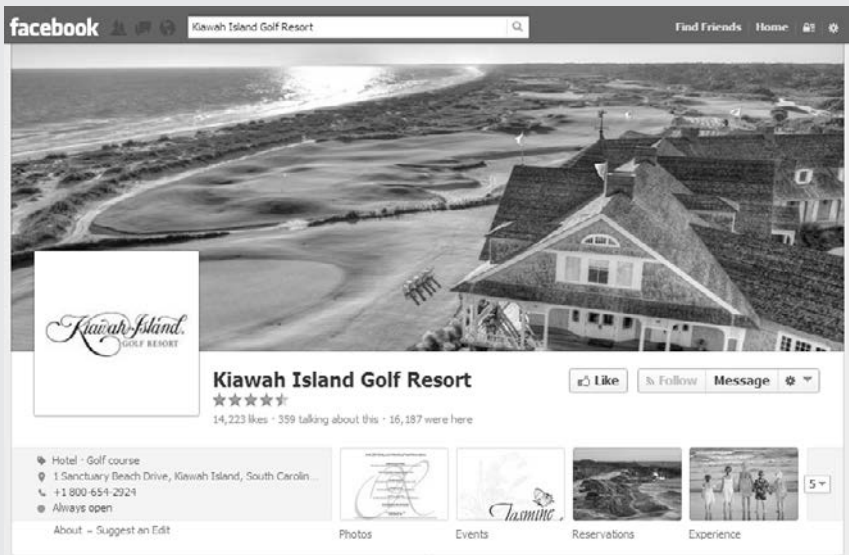 facebook
Kiawah Island Golf Resort
Find Friends Home
Kiawah Island
GOLF RESORT
Kiawah Island Golf Resort
14,223 likes · 359 talking about this · 16,187 were here
Like
Follow Message
Hotel · Golf course
1 Sanctuary Beach Drive, Kiawah Island, South Carolin...
+1 800-654-2924
Always open
About – Suggest an Edit
Jasmine
5
Photos
Events
Reservations
Experience